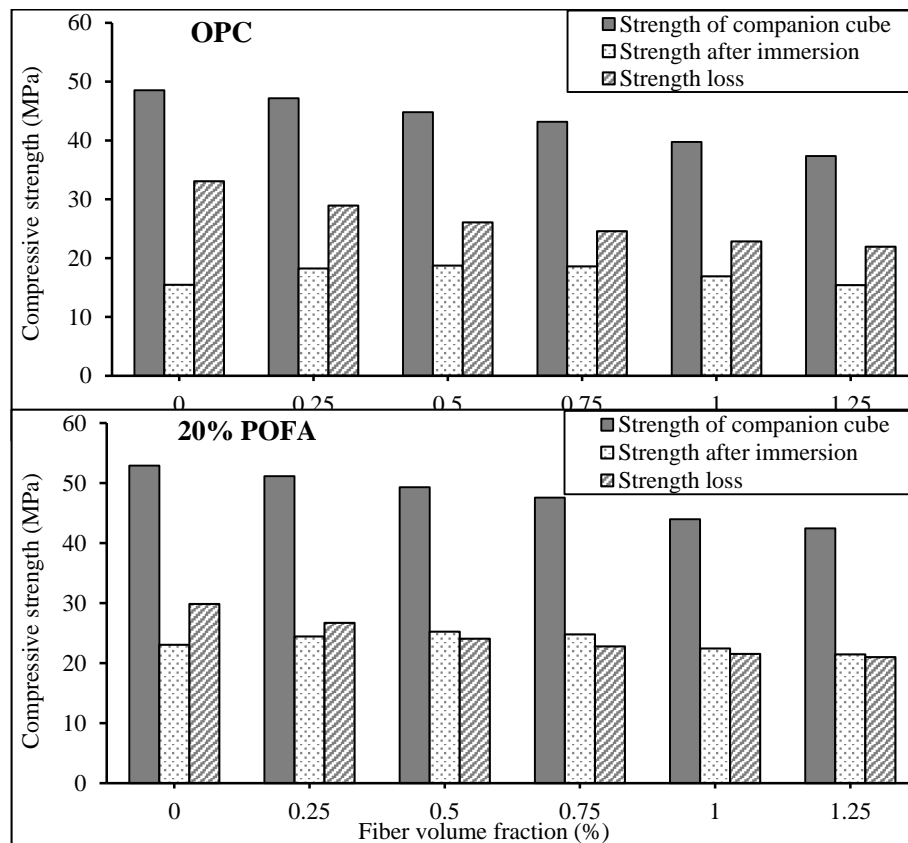 OPC
Strength of companion cube
Strength after immersion
Strength loss
Compressive strength (MPa)
60
50
40
30
20
10
0
0 0.25 0.5 0.75 1 1.25
20% POFA
Strength of companion cube
Strength after immersion
Strength loss
Compressive strength (MPa)
60
50
40
30
20
10
0
0 0.25 0.5 0.75 1 1.25
Fiber volume fraction (%)